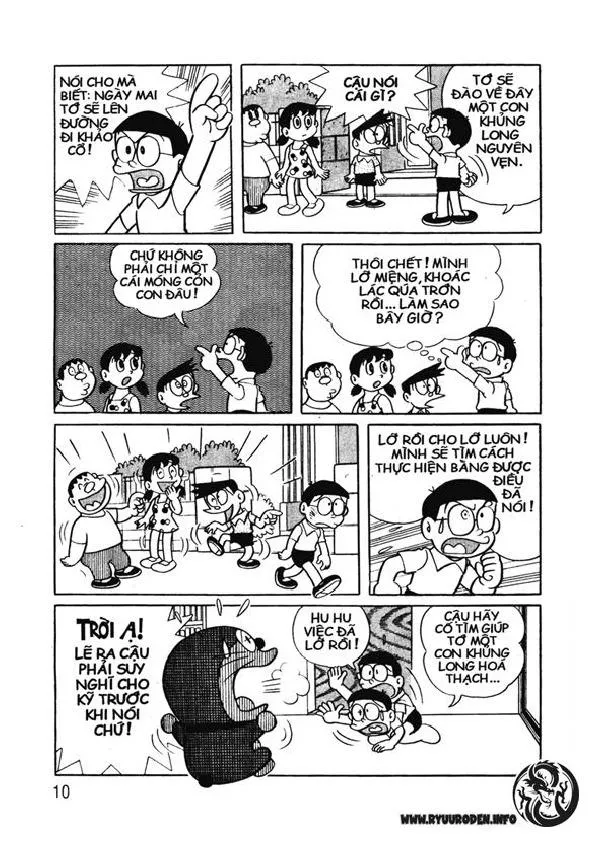 NÓI CHO MÀ
BIẾT: NGÀY MAI
TỚ SẼ LÊN
ĐƯỜNG
ĐI KHẢO
CỔ!
CẬU NÓI
CÁI GÌ?
TỚ SẼ
ĐÀO VỀ ĐÂY
MỘT CON
KHỦNG
LONG
NGUYÊN
VẸN.
CHỨ KHÔNG
PHẢI CHỈ MỘT
CÁI MÓNG CỎN
CON ĐÂU!
THÔI CHẾT! MÌNH
LỠ MIỆNG, KHOÁC
LÁC QÚA TRỚN
RỒI... LÀM SAO
BÂY GIỜ?
LỠ RỒI CHO LỠ LUÔN!
MÌNH SẼ TÌM CÁCH
THỰC HIỆN BẰNG ĐƯỢC
ĐIỀU
ĐÃ
NÓI!
TRỜI Ạ!
LẼ RA CẬU
PHẢI SUY
NGHĨ CHO
KỸ TRƯỚC
KHI NÓI
CHỨ!
HU HU
VIỆC ĐÃ
LỠ RỒI!
CẬU HÃY
CỐ TÌM GIÚP
TỚ MỘT
CON KHỦNG
LONG HOÁ
THẠCH...
10
WWW.RYUURODEN.INFO